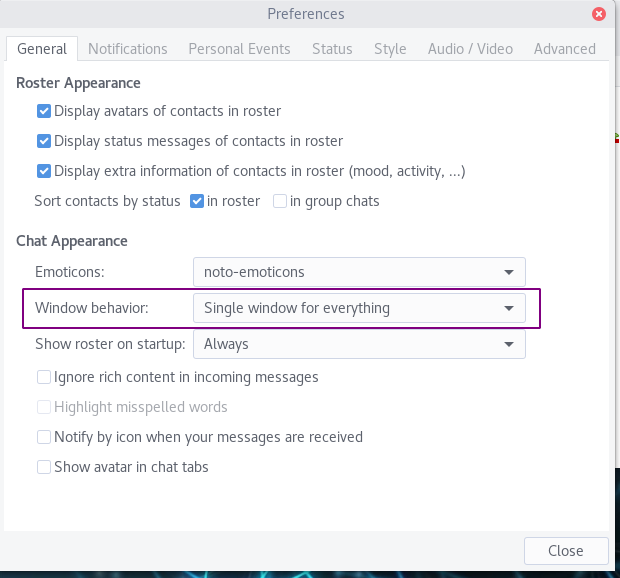 Preferences
General Notifications Personal Events Status Style Audio / Video Advanced
Roster Appearance
Display avatars of contacts in roster
Display status messages of contacts in roster
Display extra information of contacts in roster (mood, activity, ...)
Sort contacts by status in roster in group chats
Chat Appearance
Emoticons: noto-emoticons
Window behavior: Single window for everything
Show roster on startup: Always
Ignore rich content in incoming messages
Highlight misspelled words
Notify by icon when your messages are received
Show avatar in chat tabs
Close